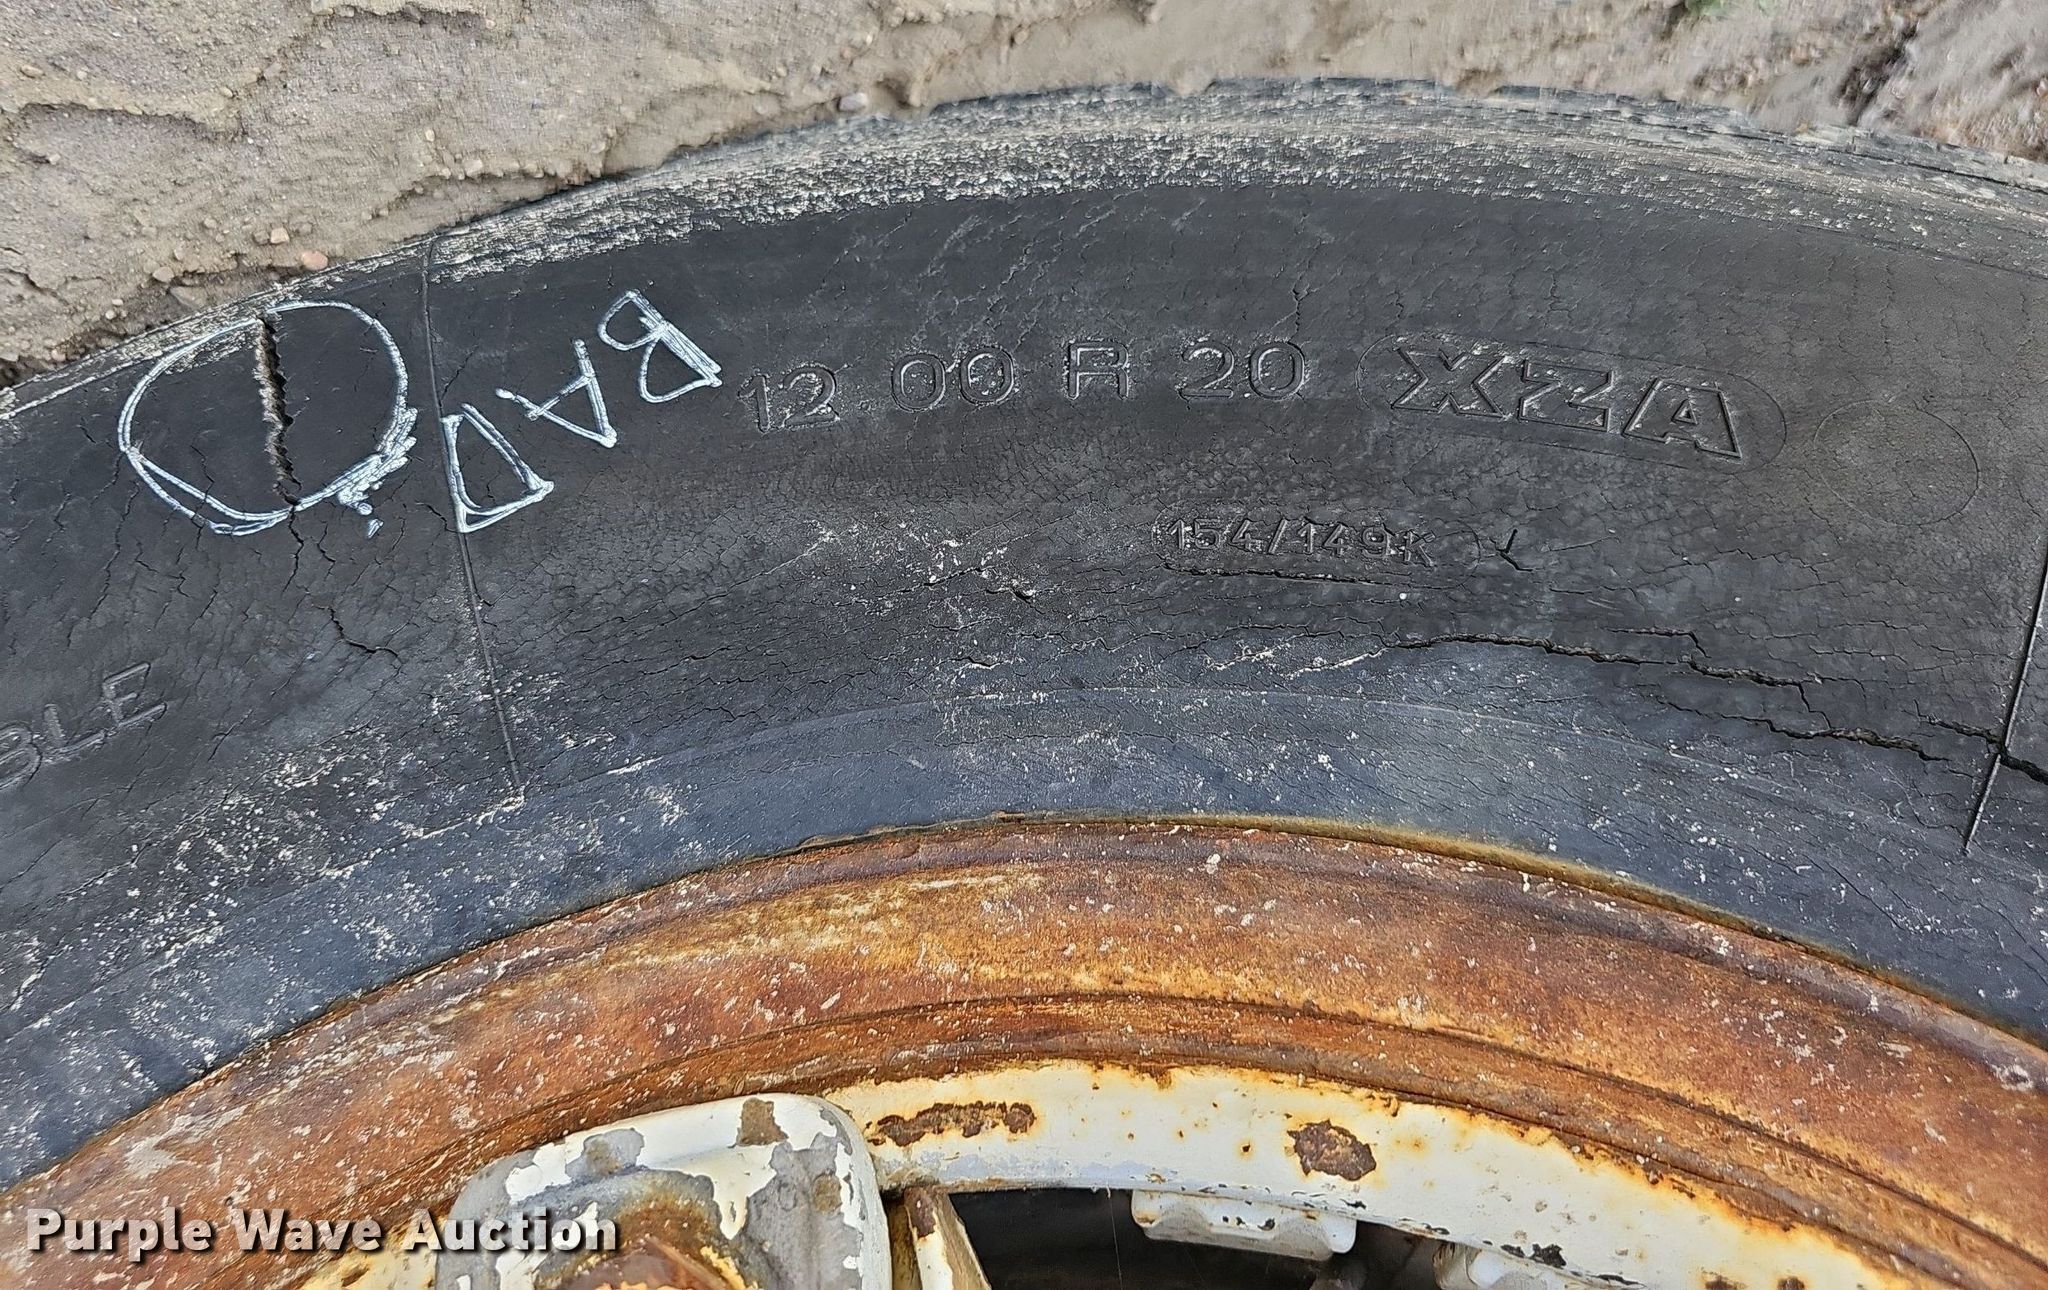 BAD
12.00 R 20 XZA
154/149K
BLE
Purple Wave Auction